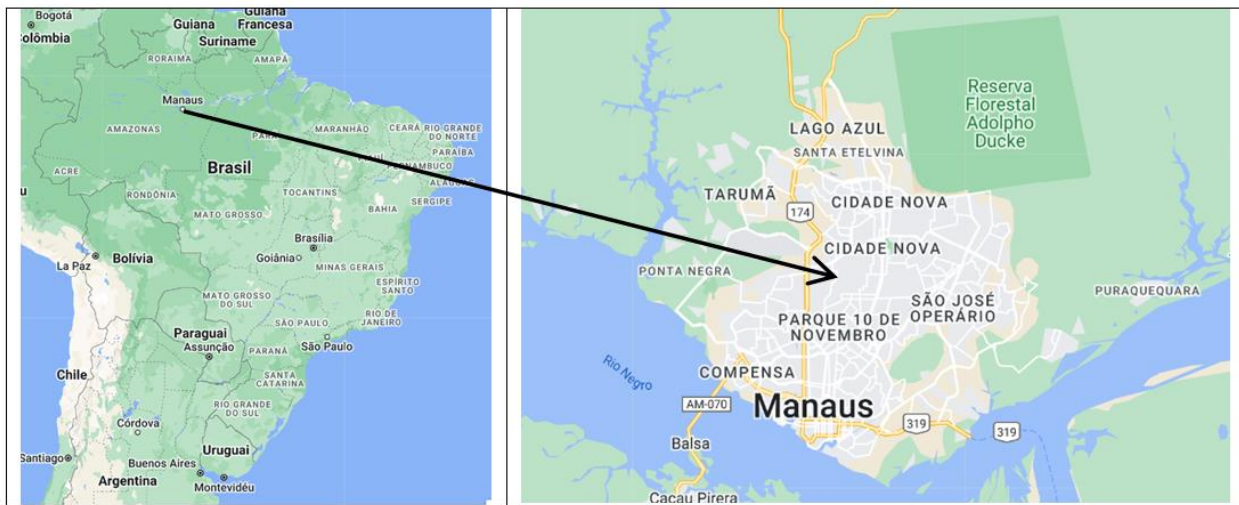 Bogotá
Colômbia
Guiana
Guiana
Francesa
Suriname
RORAIMA
AMAPÁ
Manaus
AMAZONAS
MARANHÃO
CEARÁ
RIO GRANDE
DO NORTE
PARAÍBA
PERNAMBUCO
ALAGOAS
SERGIPE
ACRE
Brasil
RONDÔNIA
TOCANTINS
MATO GROSSO
BAHIA
Brasília
Goiânia
La Paz
Bolívia
MINAS GERAIS
MATO GROSSO
DO SUL
ESPÍRITO
SANTO
RIO DE
JANEIRO
SÃO PAULO
São Paulo
Paraguai
Assunção
PARANÁ
Chile
SANTA
CATARINA
RIO GRANDE
DO SUL
Córdova
Uruguai
Santiago
Buenos Aires
Montevidéu
Argentina
Reserva
Florestal
Adolpho
Ducke
LAGO AZUL
SANTA ETELVINA
TARUMÃ
CIDADE NOVA
174
CIDADE NOVA
PONTA NEGRA
PURAQUEQUARA
SÃO JOSÉ
OPERÁRIO
PARQUE 10 DE
NOVEMBRO
Rio Negro
COMPENSA
AM-070
Manaus
319
319
Balsa
Cacau Pirera